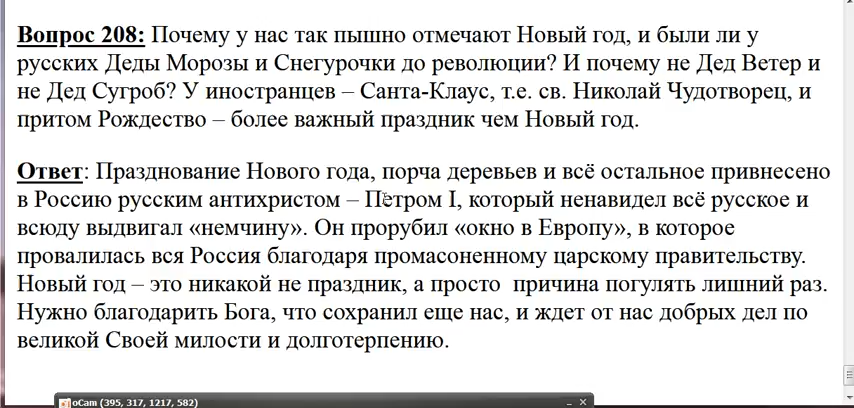 Вопрос 208: Почему у нас так пышно отмечают Новый год, и были ли у
русских Деды Морозы и Снегурочки до революции? И почему не Дед Ветер и
не Дед Сугроб? У иностранцев – Санта-Клаус, т.е. св. Николай Чудотворец, и
притом Рождество – более важный праздник чем Новый год.
Ответ: Празднование Нового года, порча деревьев и всё остальное привнесено
в Россию русским антихристом – Петром I, который ненавидел всё русское и
всюду выдвигал «немчину». Он прорубил «окно в Европу», в которое
провалилась вся Россия благодаря промасоненному царскому правительству.
Новый год – это никакой не праздник, а просто причина погулять лишний раз.
Нужно благодарить Бога, что сохранил еще нас, и ждет от нас добрых дел по
великой Своей милости и долготерпению.
oCam (395, 317, 1217, 582)